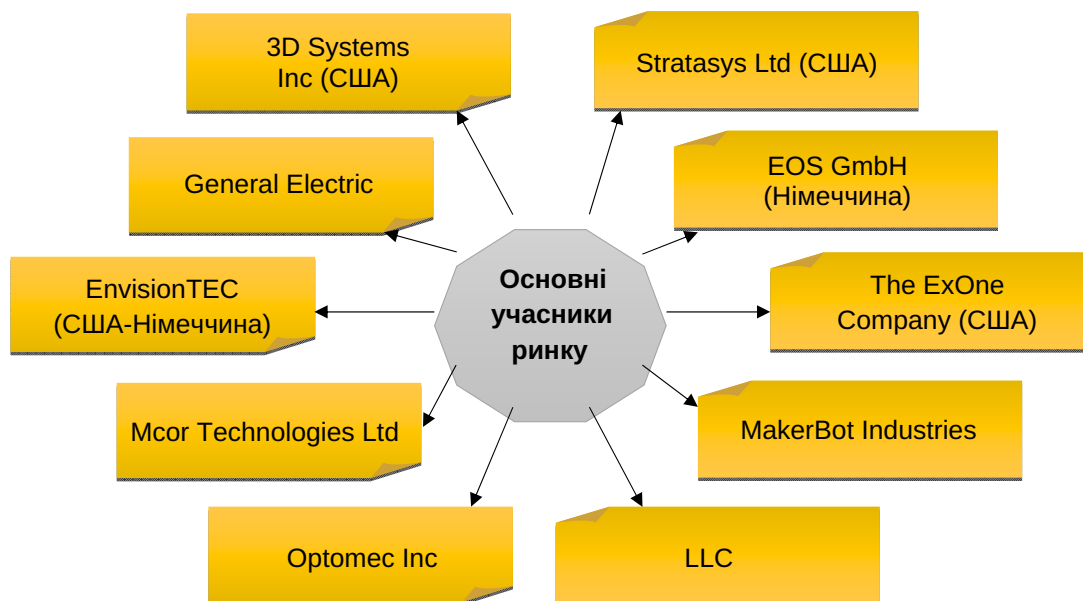 3D Systems
Inc (США)
Stratasys Ltd (США)
General Electric
EOS GmbH
(Німеччина)
EnvisionTEC
(США-Німеччина)
Основні
учасники
ринку
The ExOne
Company (США)
Mcor Technologies Ltd
MakerBot Industries
Optomec Inc
LLC